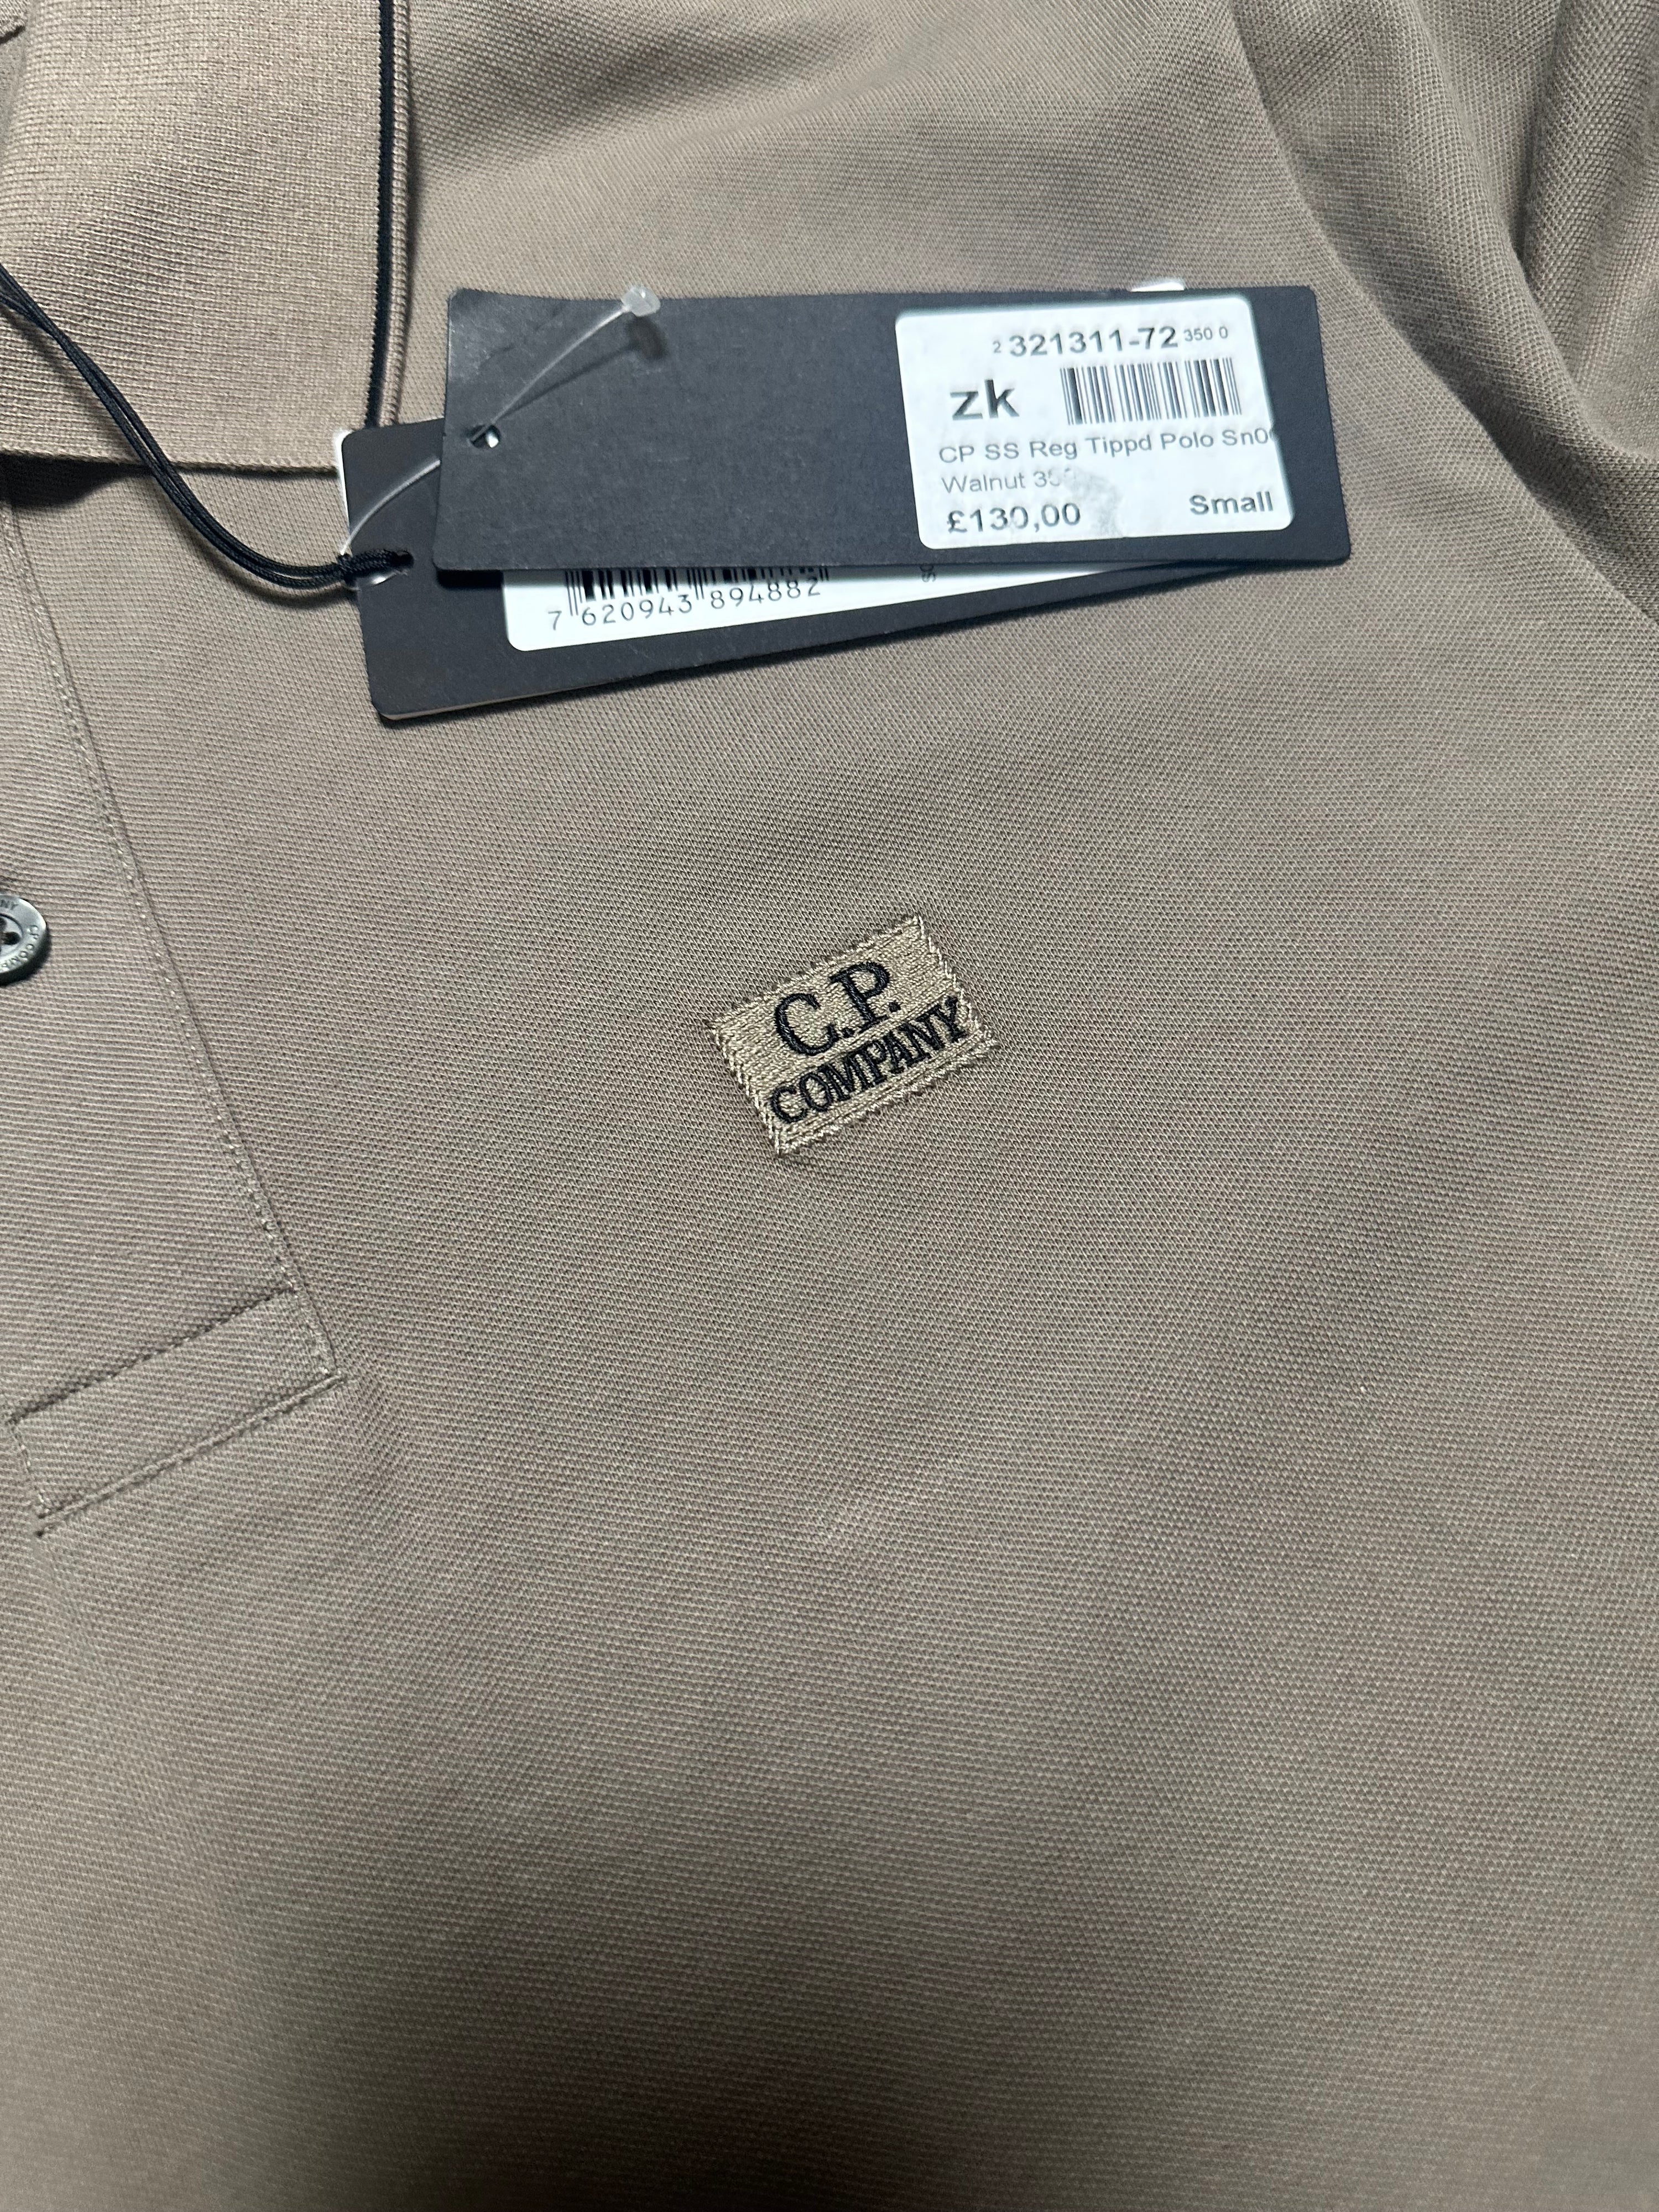 2 321311-72 350 0
zk
CP SS Reg Tippd Polo Sn0
Walnut
£130,00 Small
7 620943 894882
C.P.
COMPANY